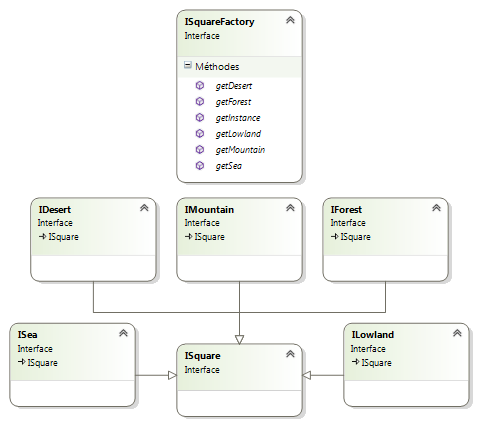 ISquareFactory
Interface
Méthodes
getDesert
getForest
getInstance
getLowland
getMountain
getSea
IDesert
Interface
ISquare
IMountain
Interface
ISquare
IForest
Interface
ISquare
ISea
Interface
ISquare
ISquare
Interface
ILowland
Interface
ISquare